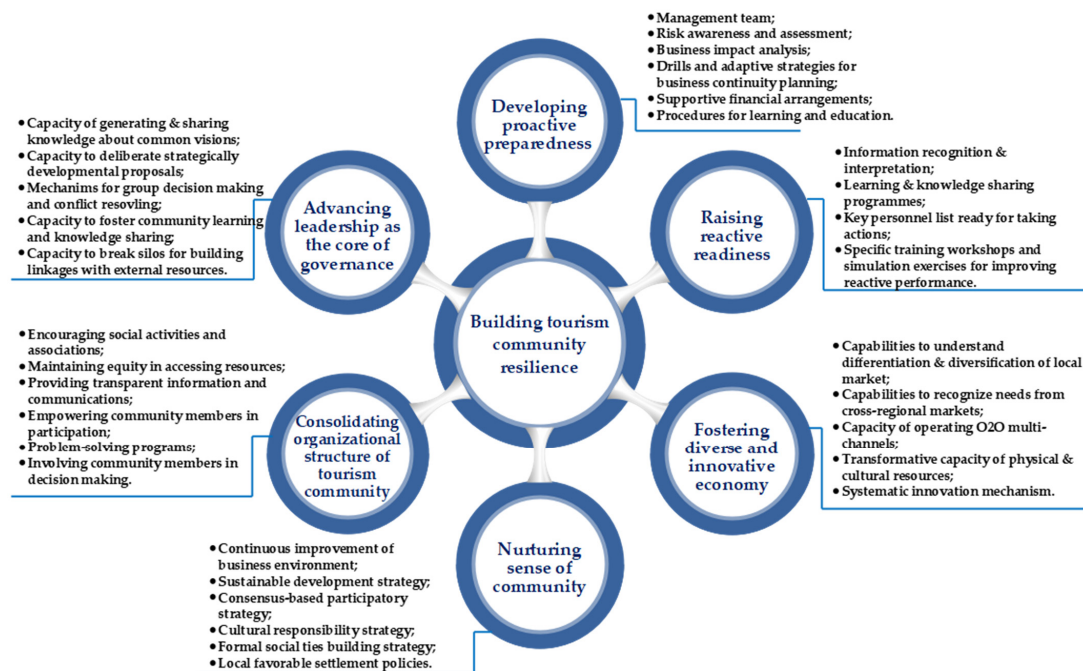 • Management team;
• Risk awareness and assessment;
• Business impact analysis;
• Drills and adaptive strategies for
business continuity planning;
• Supportive financial arrangements;
• Procedures for learning and education.
Developing
proactive
preparedness
• Capacity of generating & sharing
knowledge about common visions;
• Capacity to deliberate strategically
developmental proposals;
• Mechanims for group decision making
and conflict resovling;
• Capacity to foster community learning
and knowledge sharing;
• Capacity to break silos for building
linkages with external resources.
Advancing
leadership as
the core of
governance
Raising
reactive
readiness
• Information recognition &
interpretation;
• Learning & knowledge sharing
programmes;
• Key personnel list ready for taking
actions;
• Specific training workshops and
simulation exercises for improving
reactive performance.
Building tourism
community
resilience
• Encouraging social activities and
associations;
• Maintaining equity in accessing resources;
• Providing transparent information and
communications;
• Empowering community members in
participation;
• Problem-solving programs;
• Involving community members in
decision making.
Consolidating
organizational
structure of
tourism
community
Fostering
diverse and
innovative
economy
• Capabilities to understand
differentiation & diversification of local
market;
• Capabilities to recognize needs from
cross-regional markets;
• Capacity of operating O2O multi-
channels;
• Transformative capacity of physical &
cultural resources;
• Systematic innovation mechanism.
Nurturing
sense of
community
• Continuous improvement of
business environment;
• Sustainable development strategy;
• Consensus-based participatory
strategy;
• Cultural responsibility strategy;
• Formal social ties building strategy;
• Local favorable settlement policies.